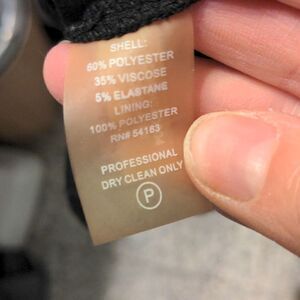 SHELL:
60% POLYESTER
35% VISCOSE
5% ELASTANE
LINING:
100% POLYESTER
RN# 54163
PROFESSIONAL
DRY CLEAN ONLY
P